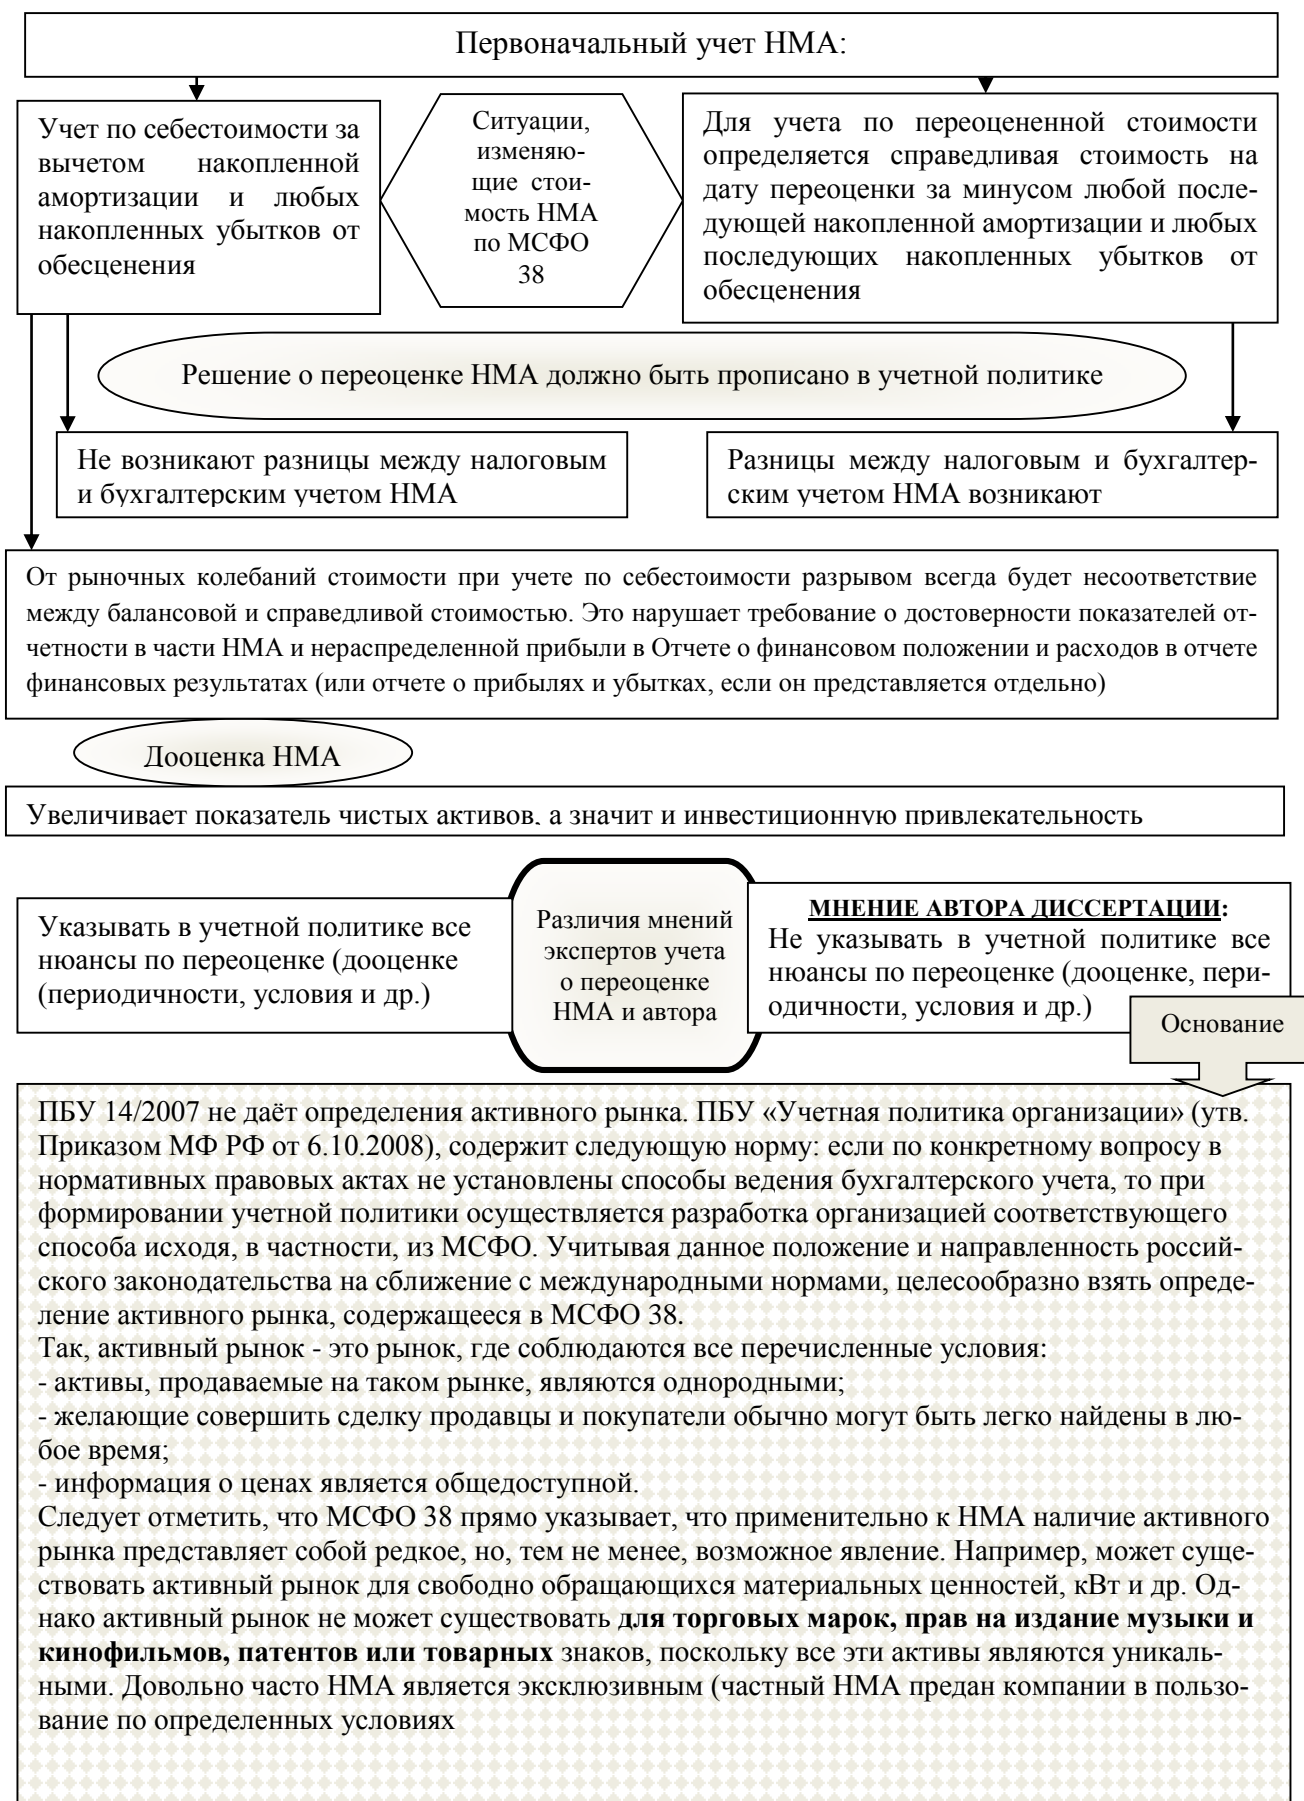 Первоначальный учет НМА:
Учет по себестоимости за
вычетом накопленной
амортизации и любых
накопленных убытков от
обесценения
Ситуации,
изменяю-
щие стои-
мость НМА
по МСФО
38
Для учета по переоцененной стоимости
определяется справедливая стоимость на
дату переоценки за минусом любой после-
дующей накопленной амортизации и любых
последующих накопленных убытков от
обесценения
Решение о переоценке НМА должно быть прописано в учетной политике
Не возникают разницы между налоговым
и бухгалтерским учетом НМА
Разницы между налоговым и бухгалтер-
ским учетом НМА возникают
От рыночных колебаний стоимости при учете по себестоимости разрывом всегда будет несоответствие
между балансовой и справедливой стоимостью. Это нарушает требование о достоверности показателей от-
четности в части НМА и нераспределенной прибыли в Отчете о финансовом положении и расходов в отчете
финансовых результатах (или отчете о прибылях и убытках, если он представляется отдельно)
Дооценка НМА
Увеличивает показатель чистых активов, а значит и инвестиционную привлекательность
Указывать в учетной политике все
нюансы по переоценке (дооценке
(периодичности, условия и др.)
Различия мнений
экспертов учета
о переоценке
НМА и автора
МНЕНИЕ АВТОРА ДИССЕРТАЦИИ:
Не указывать в учетной политике все
нюансы по переоценке (дооценке, пери-
одичности, условия и др.)
Основание
ПБУ 14/2007 не даёт определения активного рынка. ПБУ «Учетная политика организации» (утв.
Приказом МФ РФ от 6.10.2008), содержит следующую норму: если по конкретному вопросу в
нормативных правовых актах не установлены способы ведения бухгалтерского учета, то при
формировании учетной политики осуществляется разработка организацией соответствующего
способа исходя, в частности, из МСФО. Учитывая данное положение и направленность россий-
ского законодательства на сближение с международными нормами, целесообразно взять опреде-
ление активного рынка, содержащееся в МСФО 38.
Так, активный рынок - это рынок, где соблюдаются все перечисленные условия:
- активы, продаваемые на таком рынке, являются однородными;
- желающие совершить сделку продавцы и покупатели обычно могут быть легко найдены в лю-
бое время;
- информация о ценах является общедоступной.
Следует отметить, что МСФО 38 прямо указывает, что применительно к НМА наличие активного
рынка представляет собой редкое, но, тем не менее, возможное явление. Например, может суще-
ствовать активный рынок для свободно обращающихся материальных ценностей, кВт и др. Од-
нако активный рынок не может существовать для торговых марок, прав на издание музыки и
кинофильмов, патентов или товарных знаков, поскольку все эти активы являются уникаль-
ными. Довольно часто НМА является эксклюзивным (частный НМА предан компании в пользо-
вание по определенных условиях